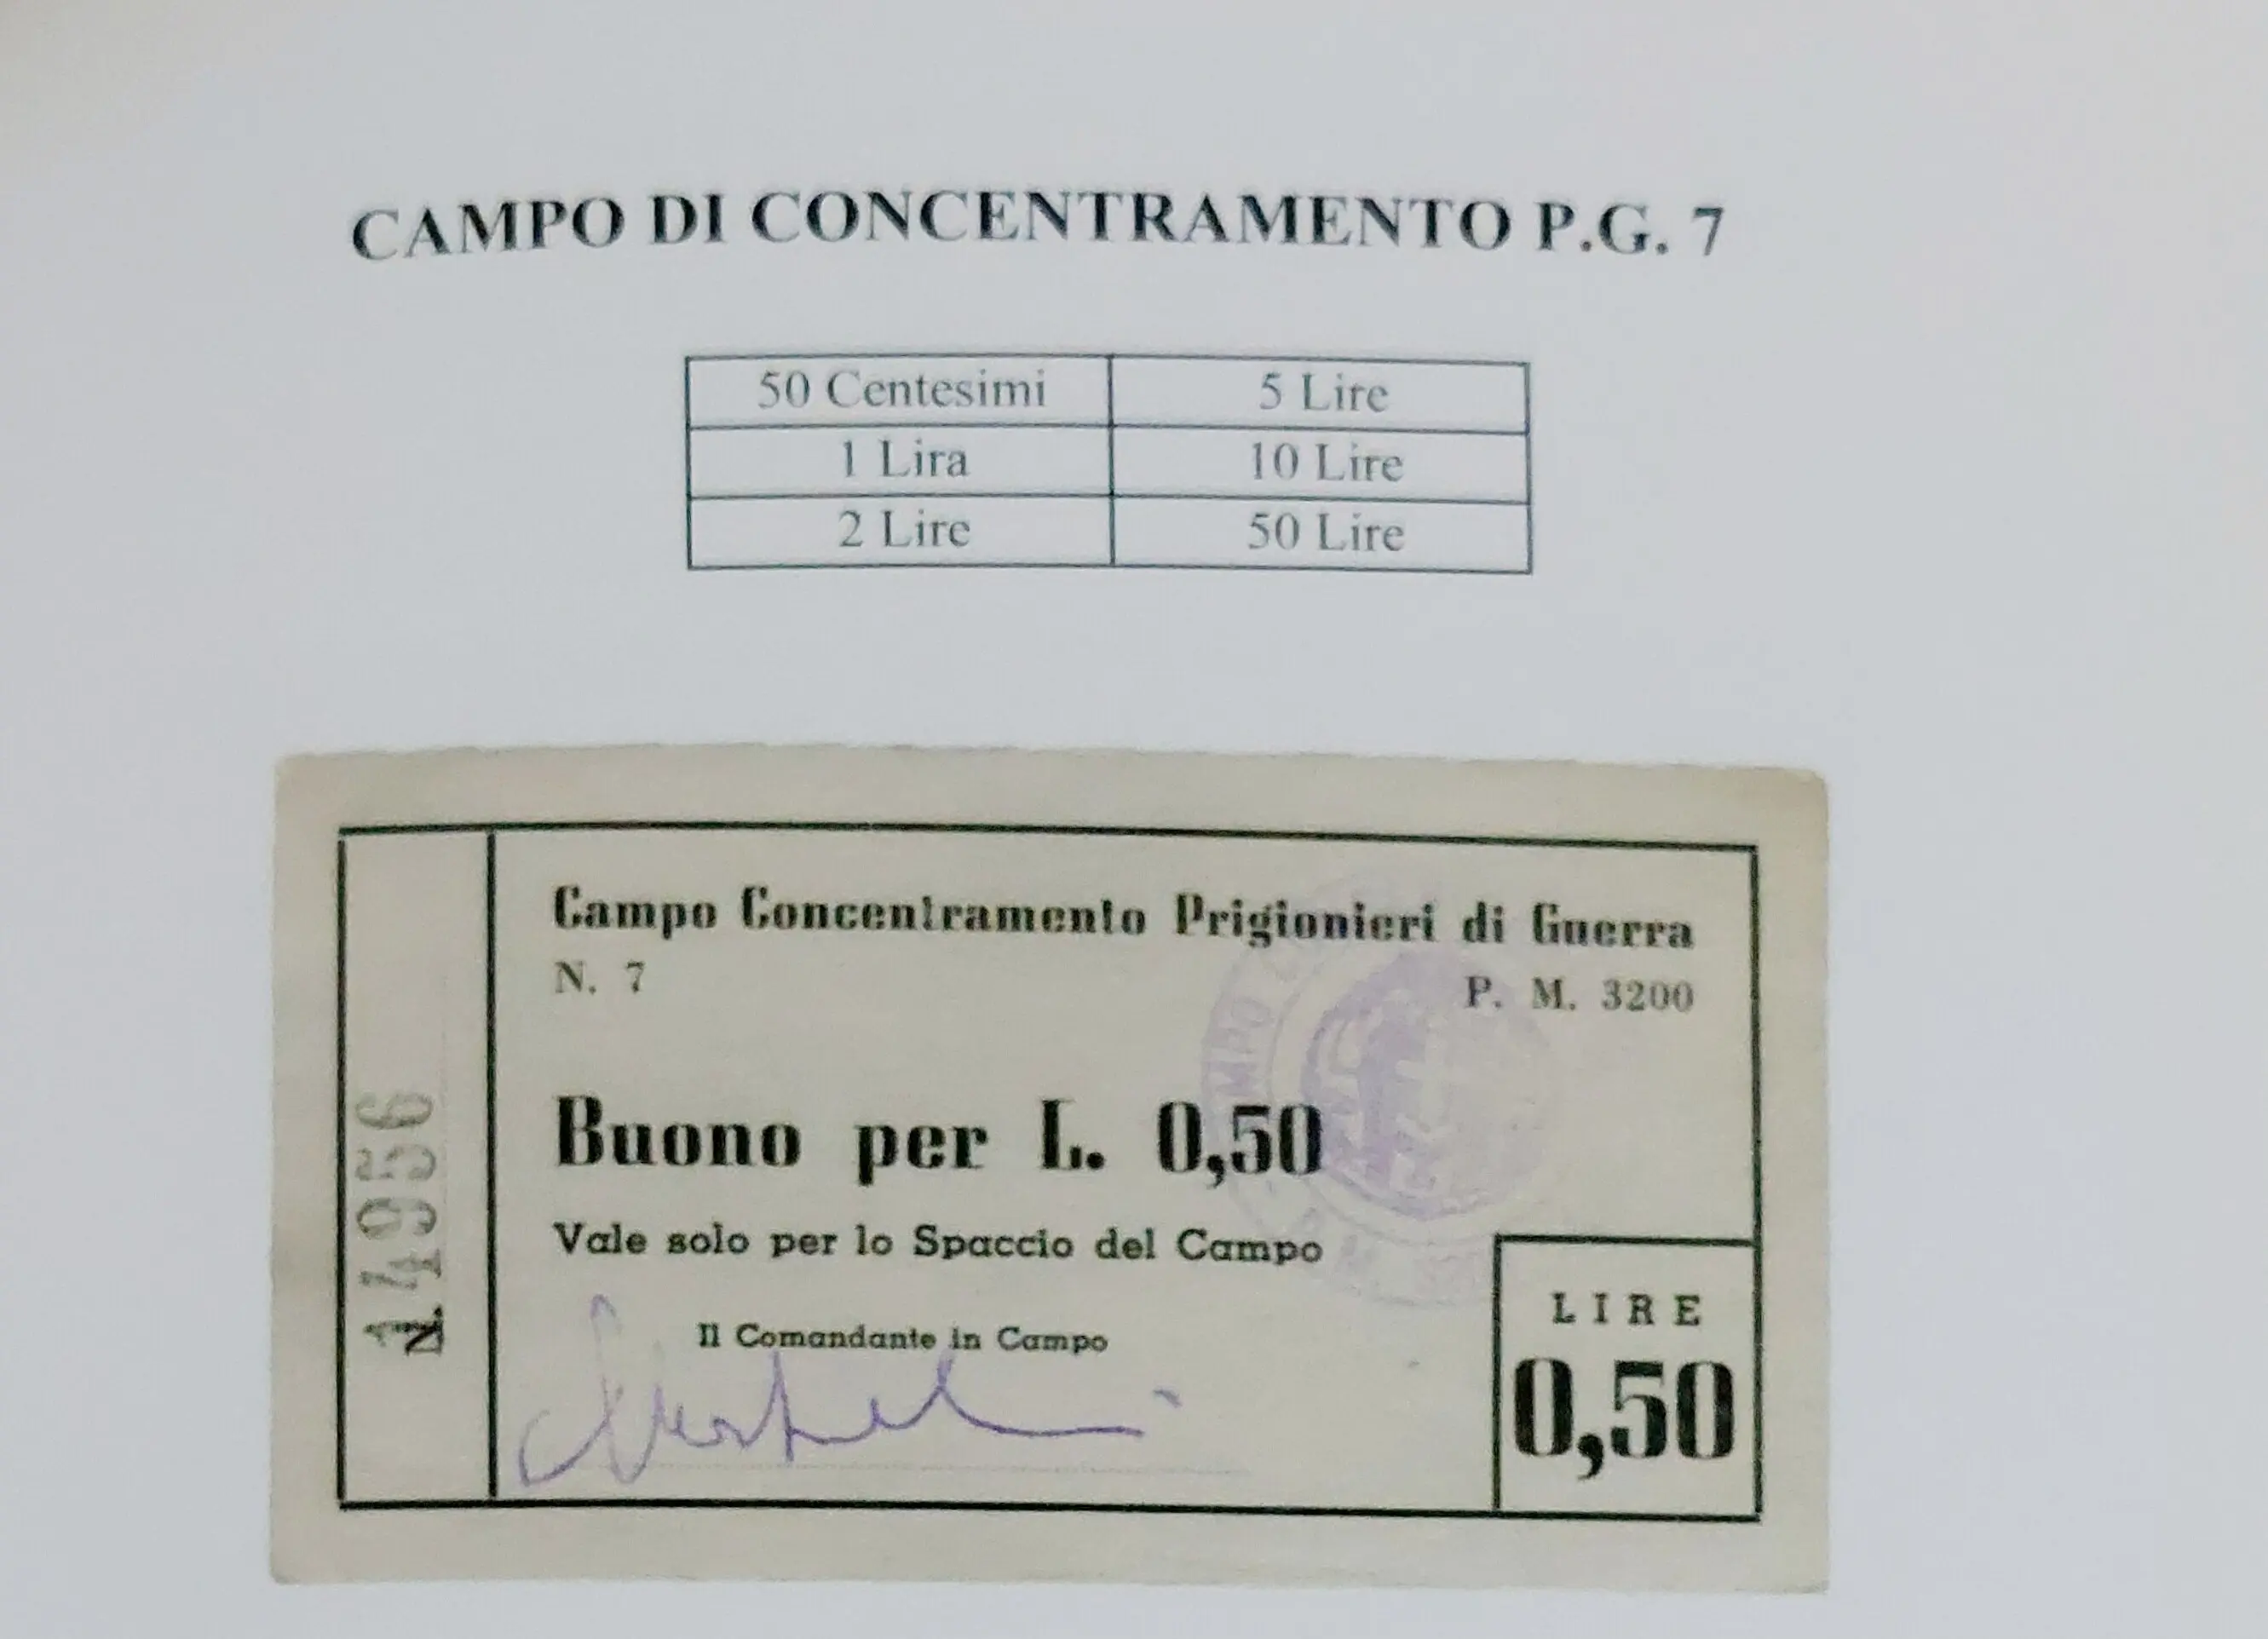 CAMPO DI CONCENTRAMENTO P.G. 7
50 Centesimi 5 Lire
1 Lira 10 Lire
2 Lire 50 Lire
Campo Concentramento Prigionieri di Guerra
N. 7 P. M. 3200
Buono per L. 0,50
Vale solo per lo Spaccio del Campo
Il Comandante in Campo
LIRE
0,50
N. 14956